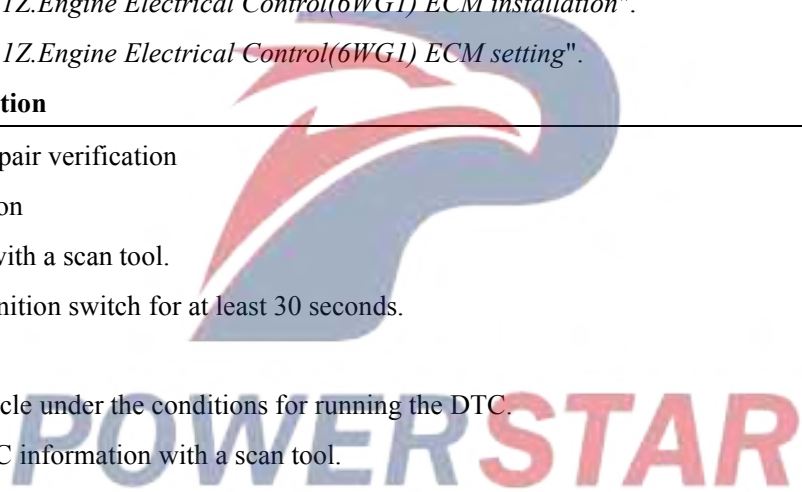 1Z.Engine Electrical Control(6WG1) ECM installation".
1Z.Engine Electrical Control(6WG1) ECM setting".
tion
pair verification
on
with a scan tool.
nition switch for at least 30 seconds.
cle under the conditions for running the DTC.
C information with a scan tool.
POWERSTAR